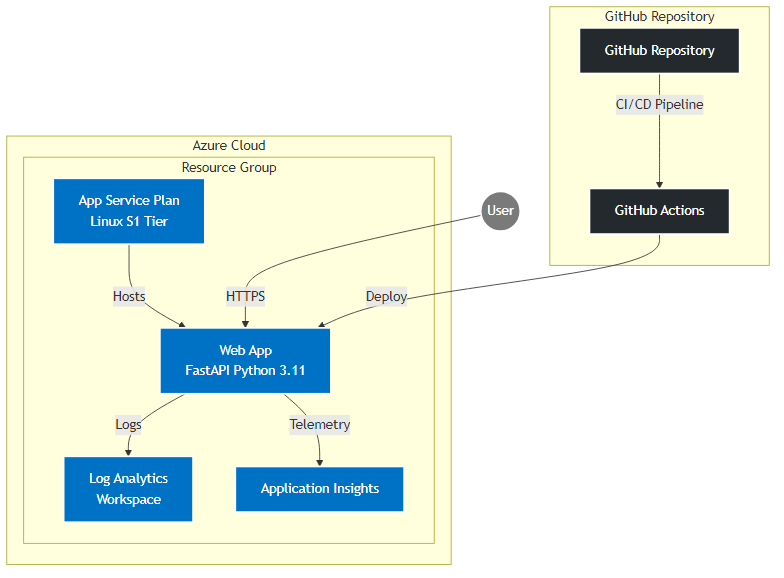 GitHub Repository
GitHub Repository
CI/CD Pipeline
GitHub Actions
Azure Cloud
Resource Group
App Service Plan
Linux S1 Tier
User
Hosts
HTTPS
Deploy
Web App
FastAPI Python 3.11
Logs
Telemetry
Log Analytics
Workspace
Application Insights